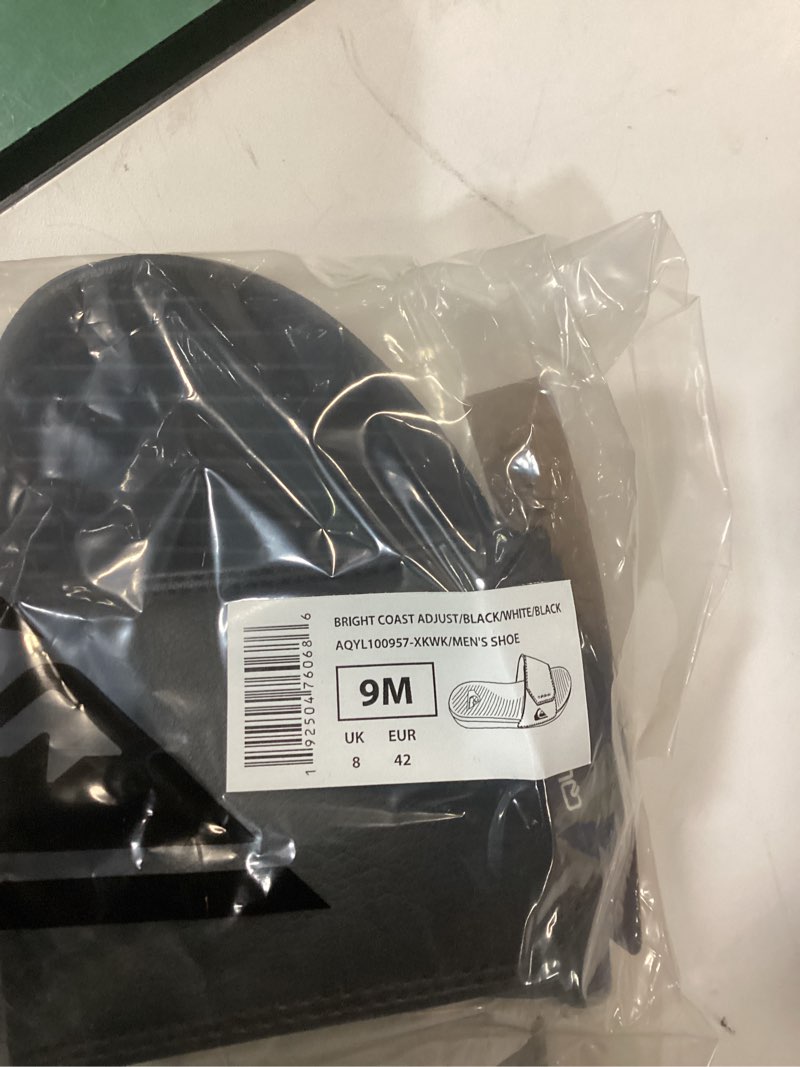 BRIGHT COAST ADJUST/BLACK/WHITE/BLACK
AQYL100957-XKWK/MEN'S SHOE
9M
UK EUR
8 42
1 92504 76068 6